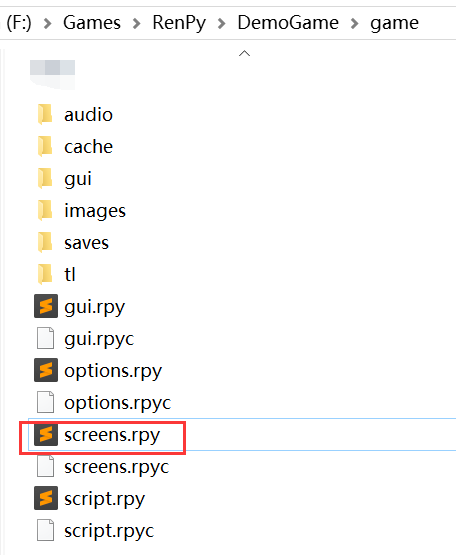 (F:) > Games > RenPy > DemoGame > game
audio
cache
gui
images
saves
tl
gui.rpy
gui.rpyc
options.rpy
options.rpyc
screens.rpy
screens.rpyc
script.rpy
script.rpyc